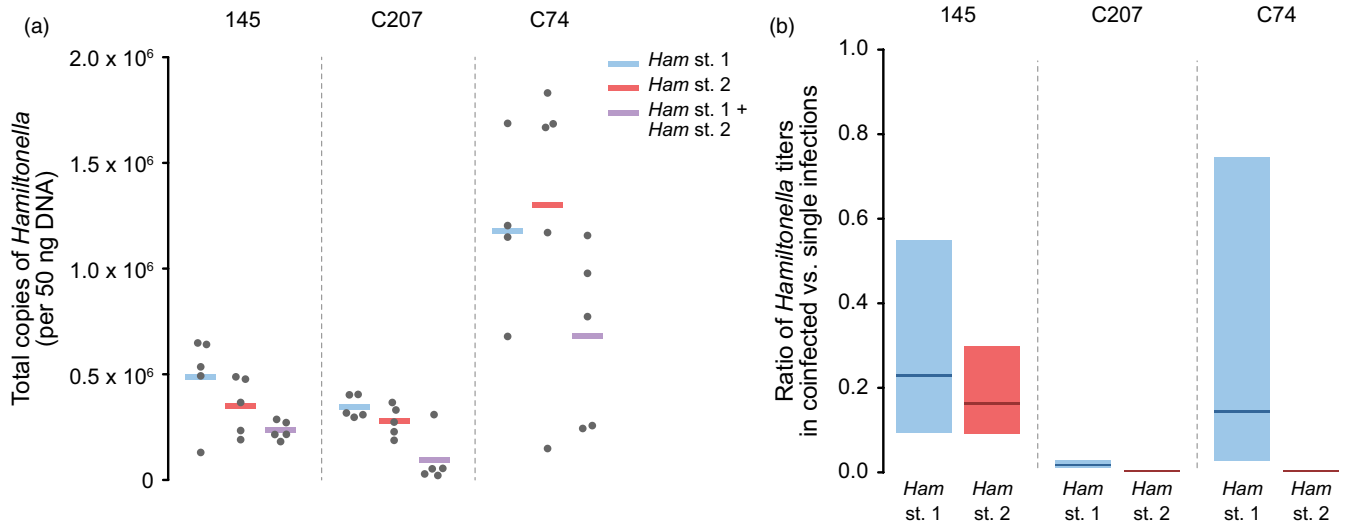 (a)
145
C207
C74
Total copies of Hamiltonella
(per 50 ng DNA)
2.0 x 10⁶
1.5 x 10⁶
1.0 x 10⁶
0.5 x 10⁶
0
Ham st. 1
Ham st. 2
Ham st. 1 +
Ham st. 2
(b)
145
C207
C74
Ratio of Hamiltonella titers
in coinfected vs. single infections
1.0
0.8
0.6
0.4
0.2
0.0
Ham
st. 1
Ham
st. 2
Ham
st. 1
Ham
st. 2
Ham
st. 1
Ham
st. 2